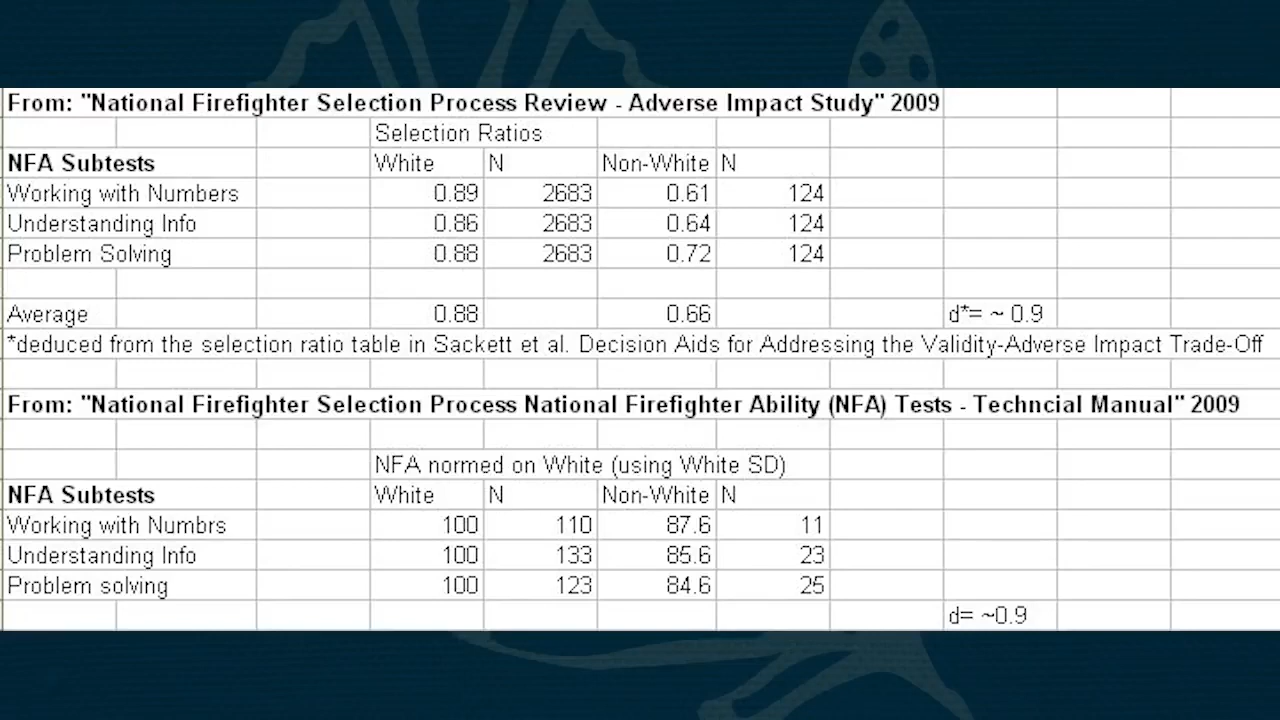 From: "National Firefighter Selection Process Review - Adverse Impact Study" 2009
Selection Ratios
NFA Subtests White N Non-White N
Working with Numbers 0.89 2683 0.61 124
Understanding Info 0.86 2683 0.64 124
Problem Solving 0.88 2683 0.72 124
Average 0.88 0.66 d*= ~ 0.9
*deduced from the selection ratio table in Sackett et al. Decision Aids for Addressing the Validity-Adverse Impact Trade-Off
From: "National Firefighter Selection Process National Firefighter Ability (NFA) Tests - Techncial Manual" 2009
NFA normed on White (using White SD)
NFA Subtests White N Non-White N
Working with Numbrs 100 110 87.6 11
Understanding Info 100 133 85.6 23
Problem solving 100 123 84.6 25
d= ~0.9